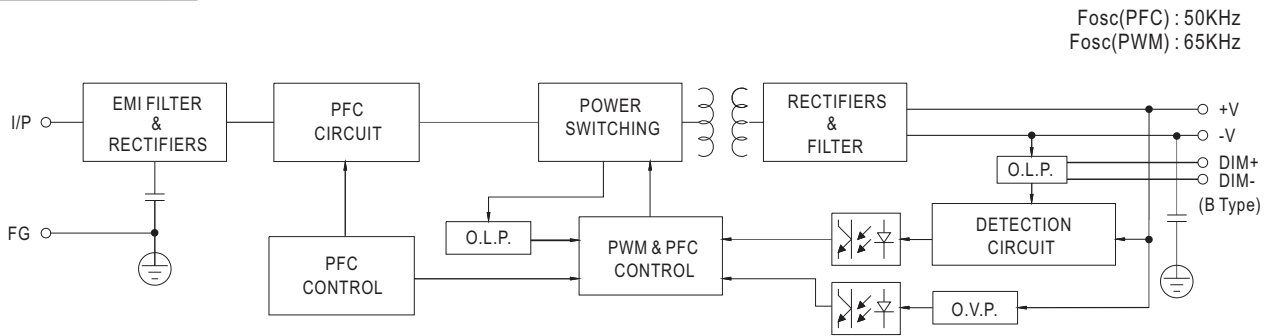 Fosc(PFC) : 50KHz
Fosc(PWM) : 65KHz
I/P
EMI FILTER
&
RECTIFIERS
PFC
CIRCUIT
POWER
SWITCHING
RECTIFIERS
&
FILTER
+V
-V
DIM+
DIM-
(B Type)
O.L.P.
FG
O.L.P.
DETECTION
CIRCUIT
PFC
CONTROL
PWM & PFC
CONTROL
O.V.P.